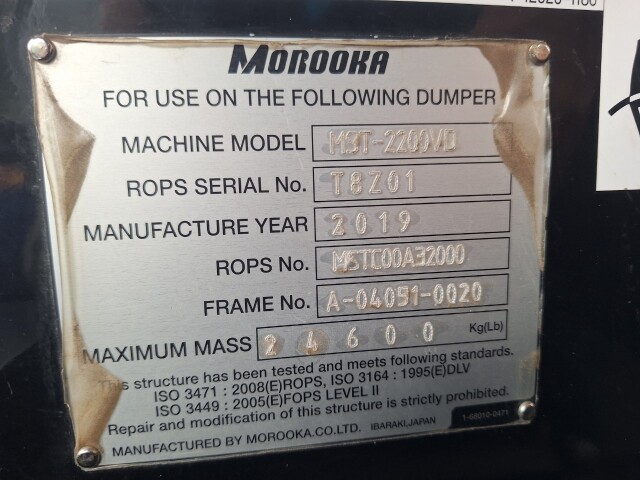 MOROOKA
FOR USE ON THE FOLLOWING DUMPER
MACHINE MODEL MST-2200VD
ROPS SERIAL No. T8Z01
MANUFACTURE YEAR 2019
ROPS No. MSTC00A32000
FRAME No. A-04051-0020
MAXIMUM MASS 24600 Kg(Lb)
This structure has been tested and meets following standards.
ISO 3471 : 2008(E)ROPS, ISO 3164 : 1995(E)DLV
ISO 3449 : 2005(E)FOPS LEVEL II
Repair and modification of this structure is strictly prohibited.
1-68010-0471
MANUFACTURED BY MOROOKA.CO.LTD. IBARAKI,JAPAN